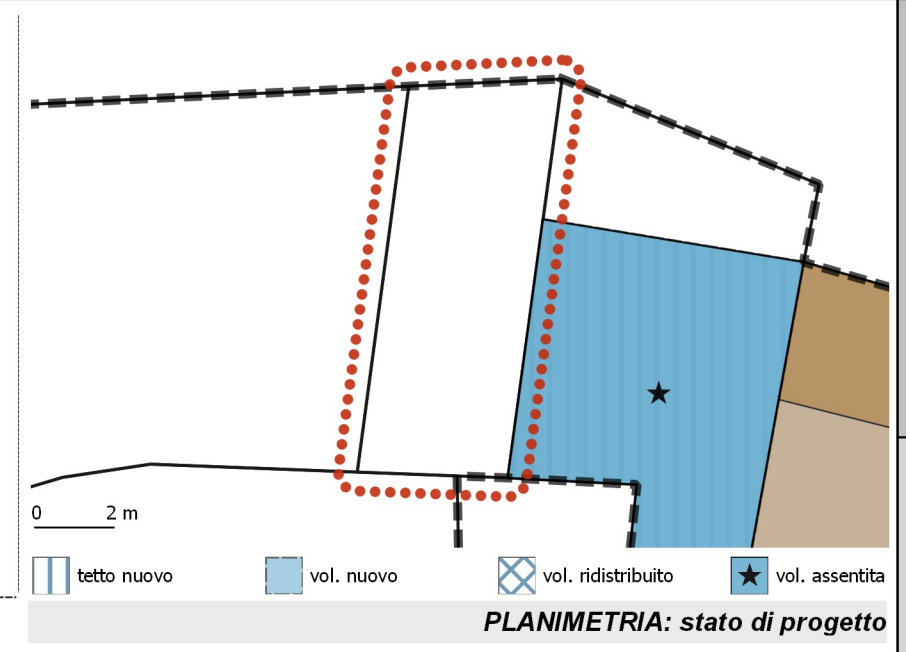 0 2 m
tetto nuovo vol. nuovo vol. ridistribuito vol. assentita
PLANIMETRIA: stato di progetto